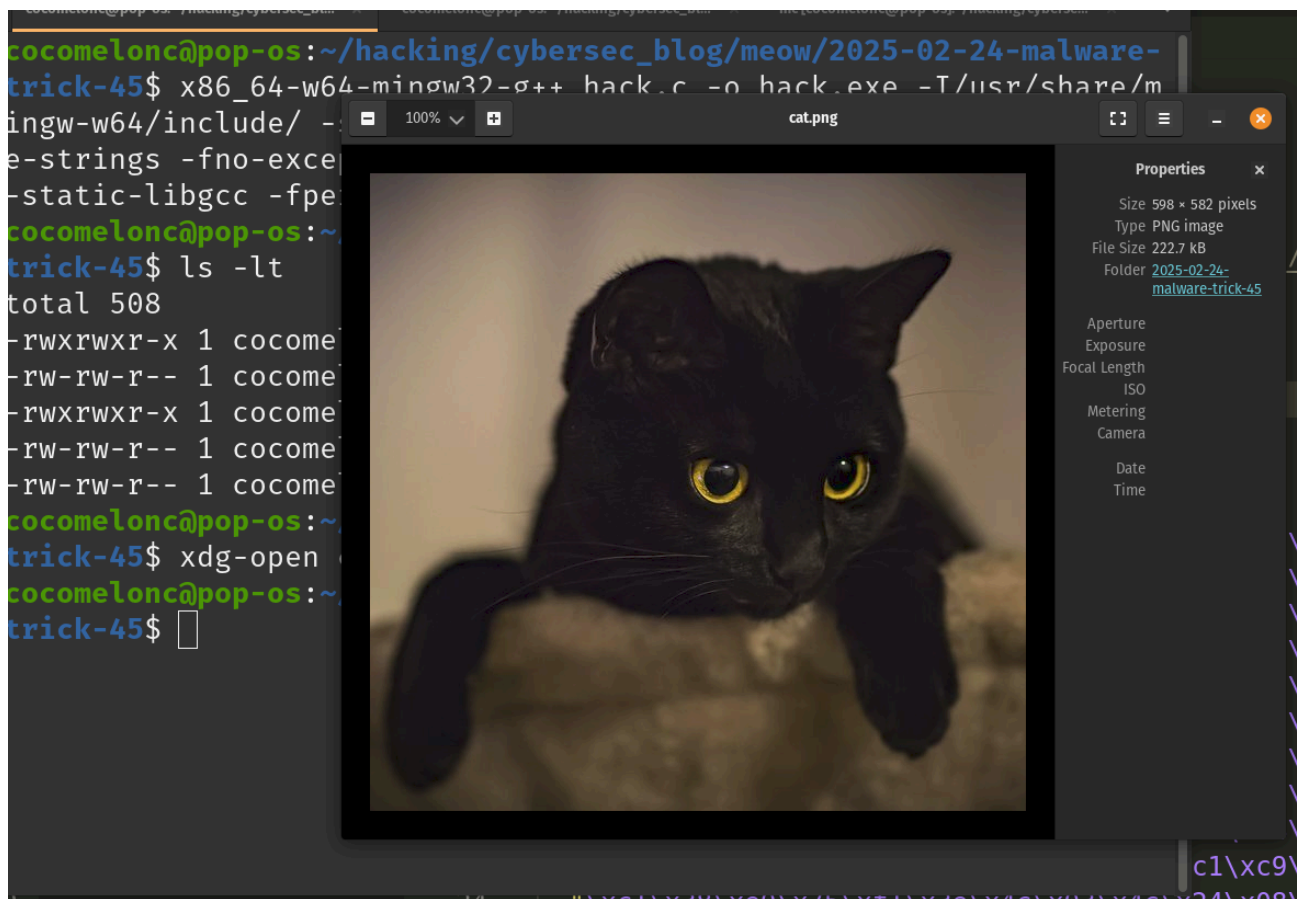 cocomelonc@pop-os:~/hacking/cybersec_blog/meow/2025-02-24-malware-
trick-45$ x86_64-w64-mingw32-g++ hack.c -o hack.exe -I/usr/share/m
ingw-w64/include/ -s
e-strings -fno-excep
-static-libgcc -fpe
cocomelonc@pop-os:~
trick-45$ ls -lt
total 508
-rwxrwxr-x 1 cocomel
-rw-rw-r-- 1 cocomel
-rwxrwxr-x 1 cocomel
-rw-rw-r-- 1 cocomel
-rw-rw-r-- 1 cocomel
cocomelonc@pop-os:~
trick-45$ xdg-open
cocomelonc@pop-os:~
trick-45$
100%
cat.png
Properties
Size 598 × 582 pixels
Type PNG image
File Size 222.7 kB
Folder 2025-02-24-
malware-trick-45
Aperture
Exposure
Focal Length
ISO
Metering
Camera
Date
Time
c1\xc9\